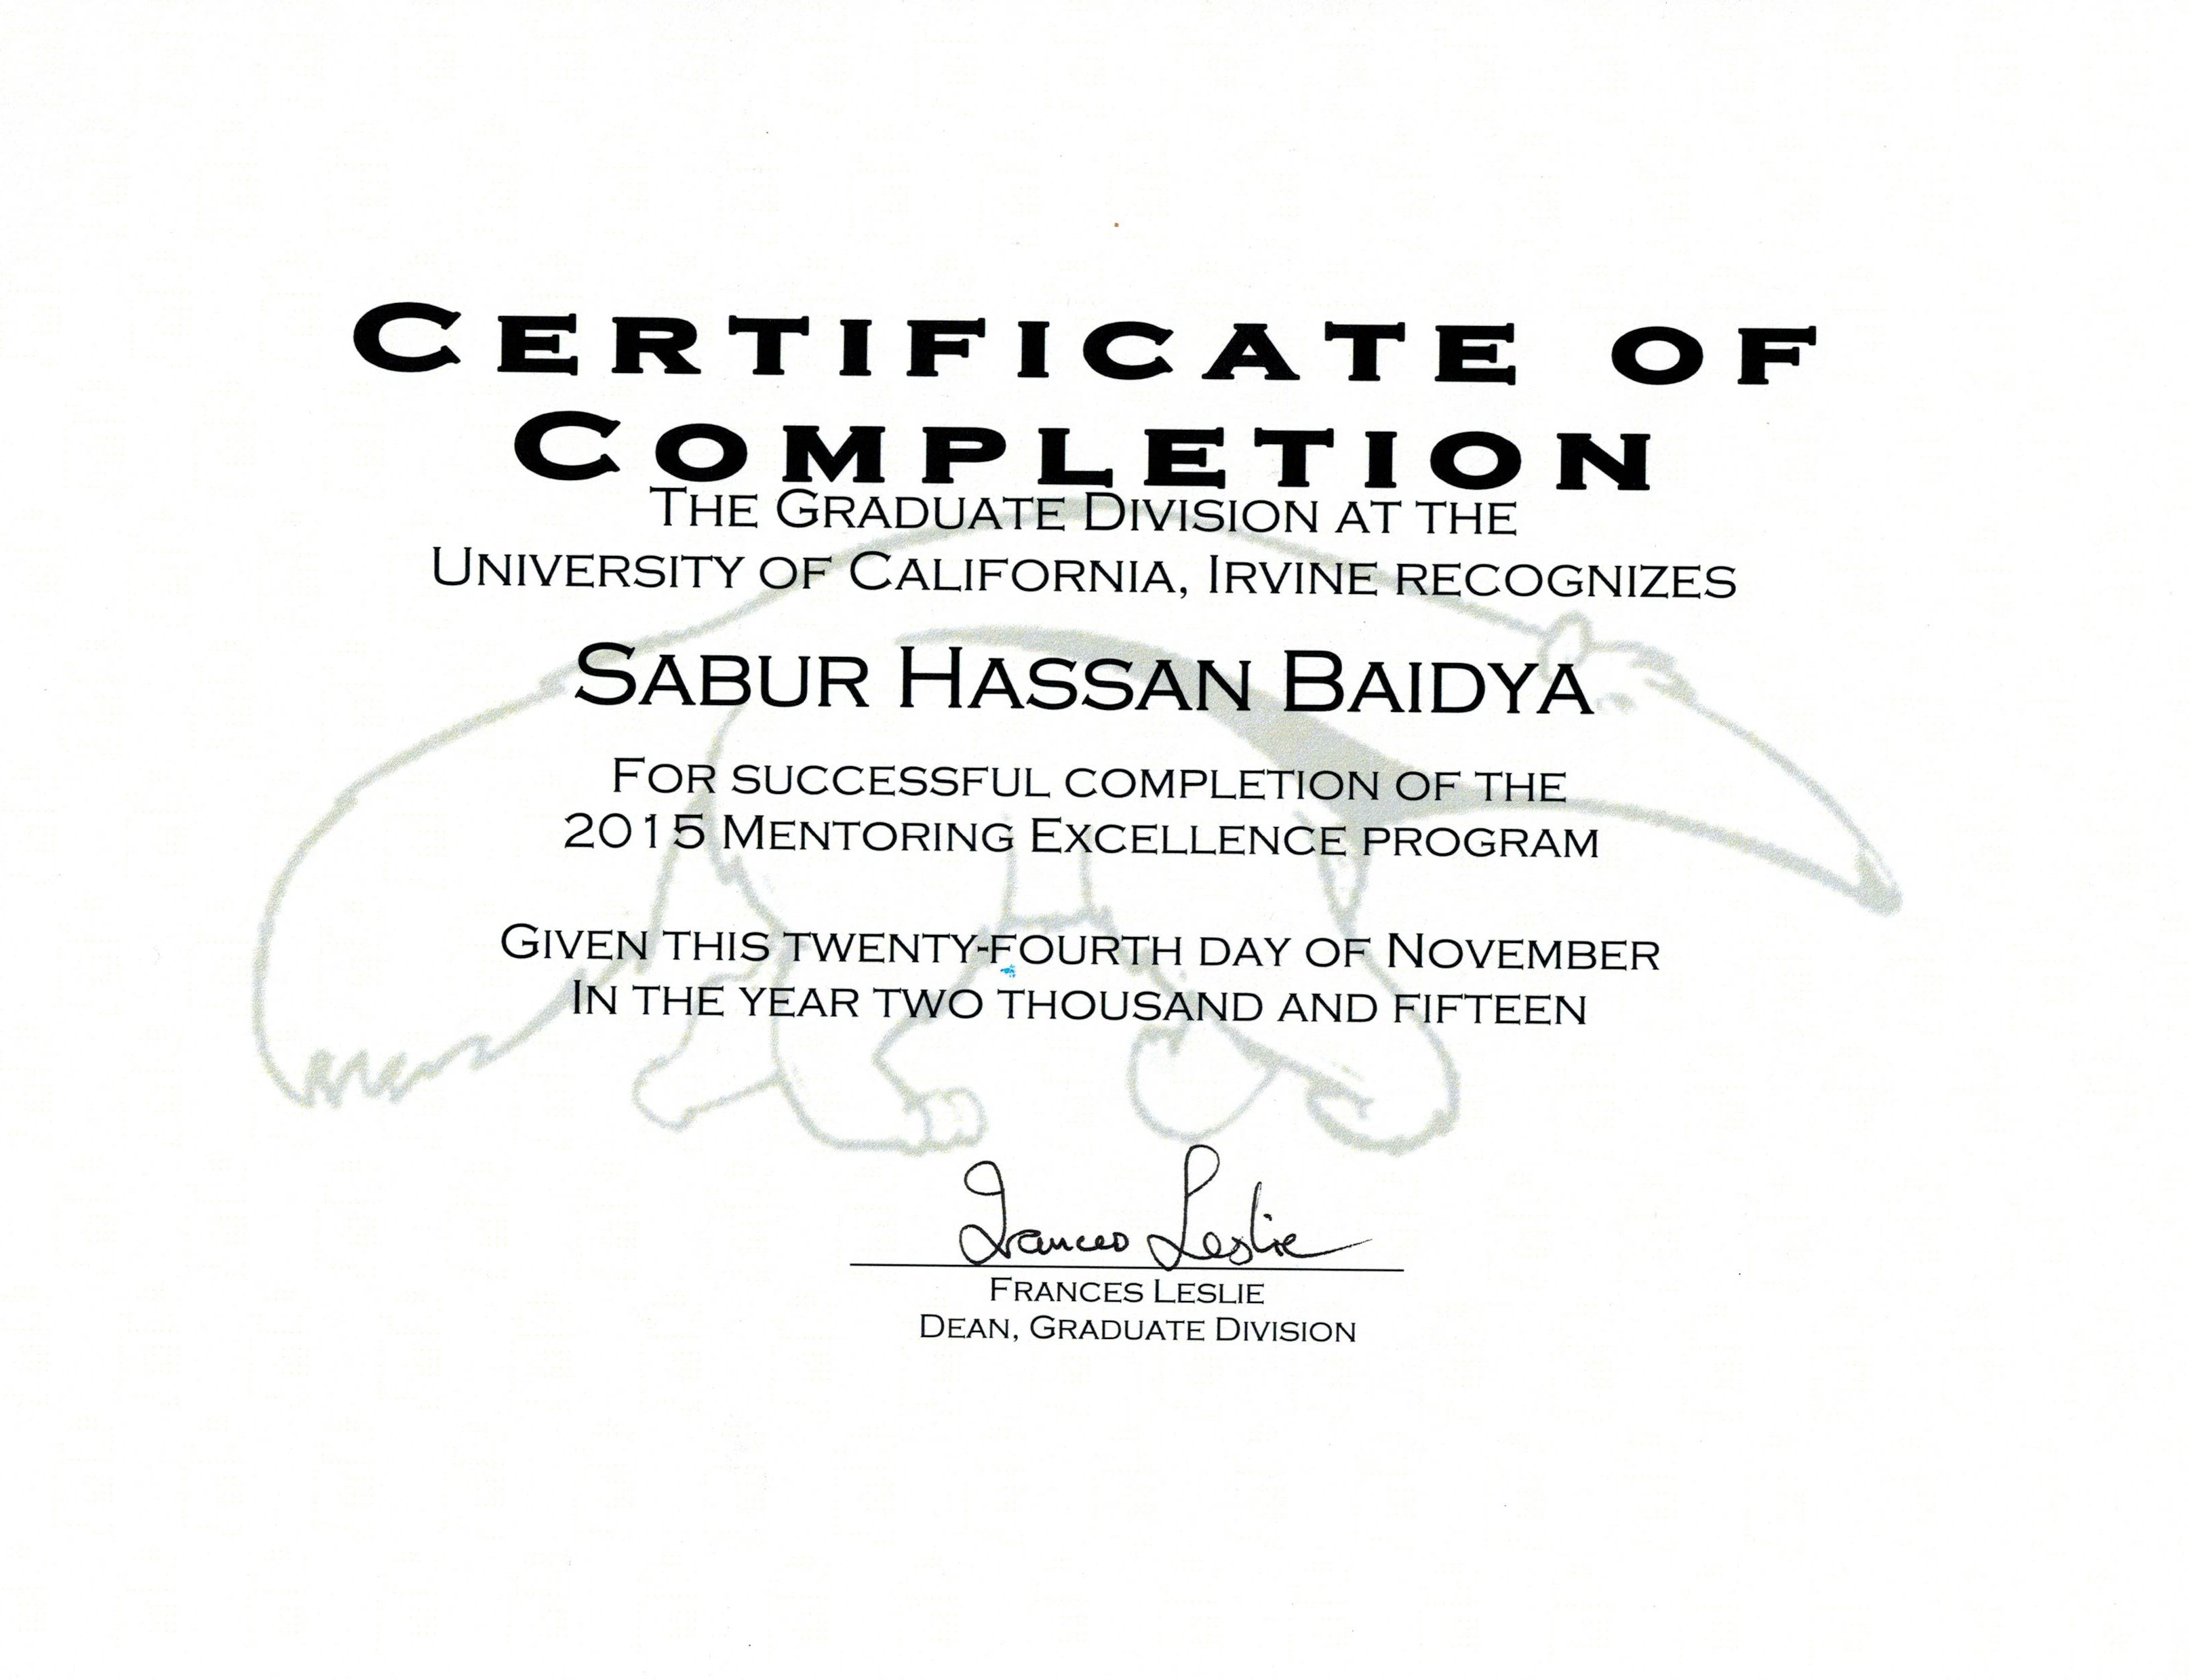 CERTIFICATE OF
COMPLETION
THE GRADUATE DIVISION AT THE
UNIVERSITY OF CALIFORNIA, IRVINE RECOGNIZES
SABUR HASSAN BAIDYA
FOR SUCCESSFUL COMPLETION OF THE
2015 MENTORING EXCELLENCE PROGRAM
GIVEN THIS TWENTY-FOURTH DAY OF NOVEMBER
IN THE YEAR TWO THOUSAND AND FIFTEEN
Frances Leslie
FRANCES LESLIE
DEAN, GRADUATE DIVISION